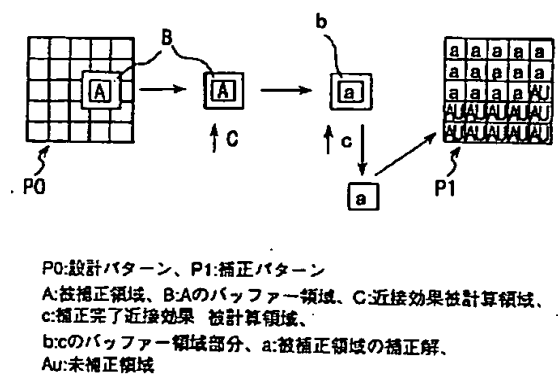 B
b
A
A
a
C
c
P0
a
P1
a a a a a
a a a a a
a a a a AU
AU AU AU AU AU
AU AU AU AU AU
P0:設計パターン、P1:補正パターン
A:被補正領域、B:Aのバッファー領域、C:近接効果被計算領域、
c:補正完了近接効果 被計算領域、
b:cのバッファー領域部分、a:被補正領域の補正解、
Au:未補正領域